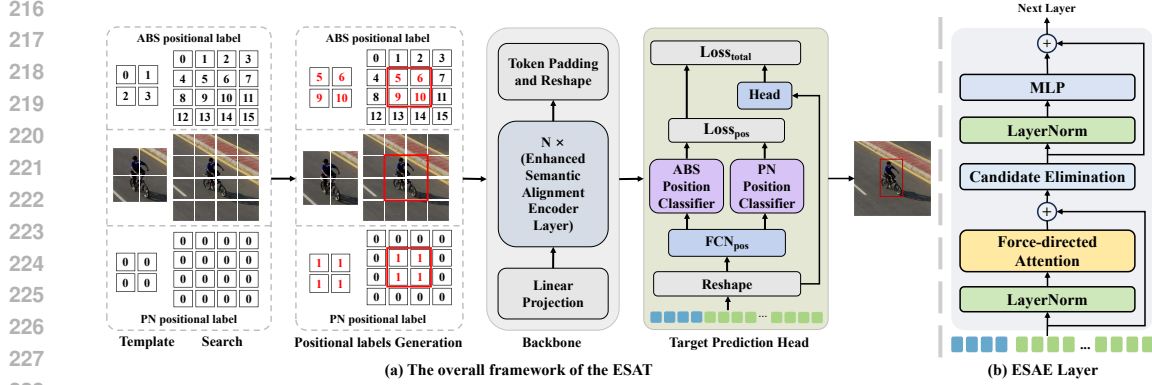 216
217
218
219
220
221
222
223
224
225
226
227
ABS positional label
0 1
2 3
0 1 2 3
4 5 6 7
8 9 10 11
12 13 14 15
0 0
0 0
0 0 0 0
0 0 0 0
0 0 0 0
0 0 0 0
PN positional label
Template Search
ABS positional label
5 6
9 10
0 1 2 3
4 5 6 7
8 9 10 11
12 13 14 15
1 1
1 1
0 0 0 0
0 1 1 0
0 1 1 0
0 0 0 0
PN positional label
Positional labels Generation
Token Padding
and Reshape
N ×
(Enhanced
Semantic
Alignment
Encoder
Layer)
Linear
Projection
Backbone
Loss_total
Head
Loss_pos
ABS
Position
Classifier
PN
Position
Classifier
FCN_pos
Reshape
...
Target Prediction Head
(a) The overall framework of the ESAT
Next Layer
+
MLP
LayerNorm
Candidate Elimination
+
Force-directed
Attention
LayerNorm
...
(b) ESAE Layer